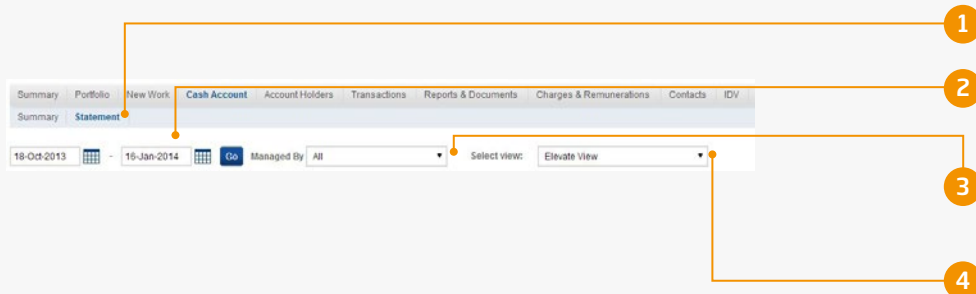 1
Summary Portfolio New Work Cash Account Account Holders Transactions Reports & Documents Charges & Remunerations Contacts IDV
2
Summary Statement
18-Oct-2013 - 16-Jan-2014 Go Managed By All Select view: Elevate View
3
4